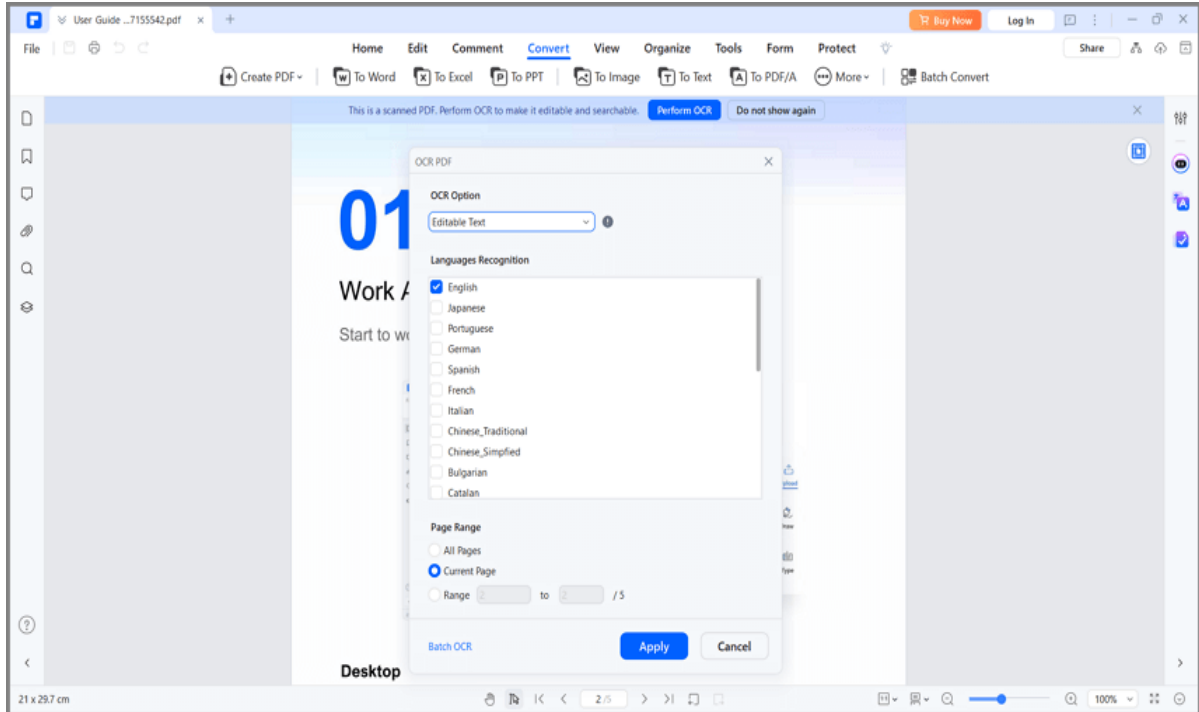 User Guide ...7155542.pdf
Buy Now
Log In
File
Home Edit Comment Convert View Organize Tools Form Protect
Share
Create PDF To Word To Excel To PPT To Image To Text To PDF/A More Batch Convert
This is a scanned PDF. Perform OCR to make it editable and searchable. Perform OCR Do not show again
OCR PDF
OCR Option
01
Editable Text
Languages Recognition
English
Work A
Japanese
Portuguese
Start to wo
German
Spanish
French
Italian
Chinese_Traditional
Chinese_Simpfied
Bulgarian
Catalan
Page Range
All Pages
Current Page
Range 2 to 2 / 5
Batch OCR
Apply
Cancel
Desktop
21 x 29.7 cm
2 /5
100%